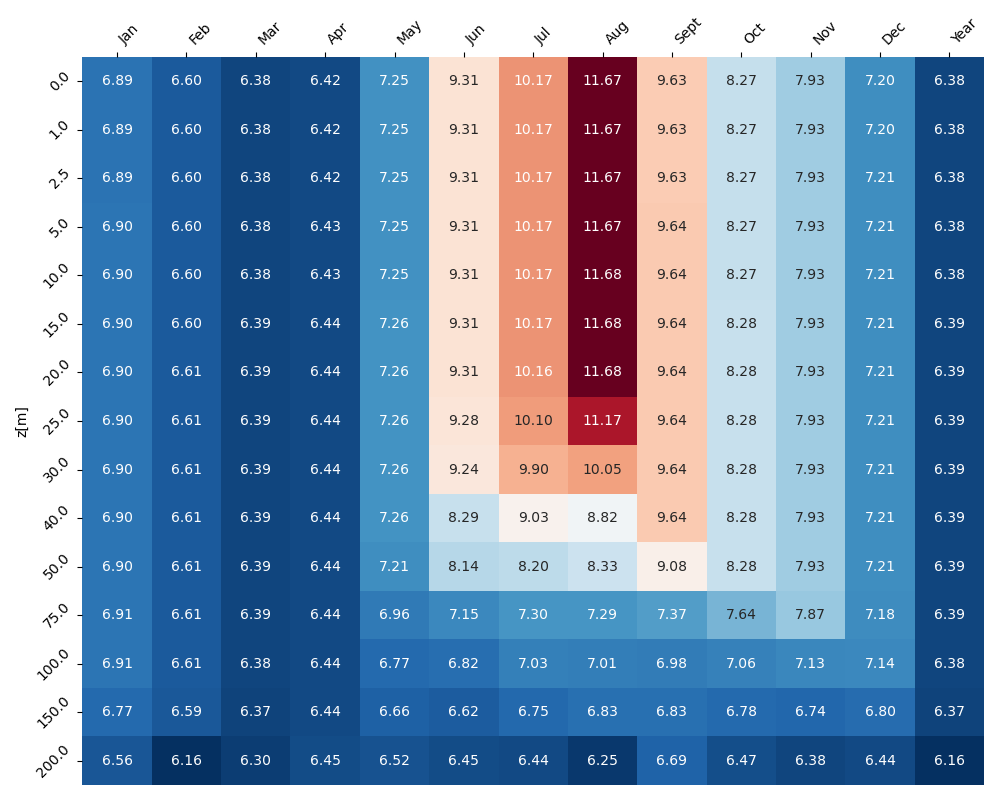 Jan Feb Mar Apr May Jun Jul Aug Sept Oct Nov Dec Year
0.0 6.89 6.60 6.38 6.42 7.25 9.31 10.17 11.67 9.63 8.27 7.93 7.20 6.38
1.0 6.89 6.60 6.38 6.42 7.25 9.31 10.17 11.67 9.63 8.27 7.93 7.20 6.38
2.5 6.89 6.60 6.38 6.42 7.25 9.31 10.17 11.67 9.63 8.27 7.93 7.21 6.38
5.0 6.90 6.60 6.38 6.43 7.25 9.31 10.17 11.67 9.64 8.27 7.93 7.21 6.38
10.0 6.90 6.60 6.38 6.43 7.25 9.31 10.17 11.68 9.64 8.27 7.93 7.21 6.38
15.0 6.90 6.60 6.39 6.44 7.26 9.31 10.17 11.68 9.64 8.28 7.93 7.21 6.39
20.0 6.90 6.61 6.39 6.44 7.26 9.31 10.16 11.68 9.64 8.28 7.93 7.21 6.39
z[m]
25.0 6.90 6.61 6.39 6.44 7.26 9.28 10.10 11.17 9.64 8.28 7.93 7.21 6.39
30.0 6.90 6.61 6.39 6.44 7.26 9.24 9.90 10.05 9.64 8.28 7.93 7.21 6.39
40.0 6.90 6.61 6.39 6.44 7.26 8.29 9.03 8.82 9.64 8.28 7.93 7.21 6.39
50.0 6.90 6.61 6.39 6.44 7.21 8.14 8.20 8.33 9.08 8.28 7.93 7.21 6.39
75.0 6.91 6.61 6.39 6.44 6.96 7.15 7.30 7.29 7.37 7.64 7.87 7.18 6.39
100.0 6.91 6.61 6.38 6.44 6.77 6.82 7.03 7.01 6.98 7.06 7.13 7.14 6.38
150.0 6.77 6.59 6.37 6.44 6.66 6.62 6.75 6.83 6.83 6.78 6.74 6.80 6.37
200.0 6.56 6.16 6.30 6.45 6.52 6.45 6.44 6.25 6.69 6.47 6.38 6.44 6.16